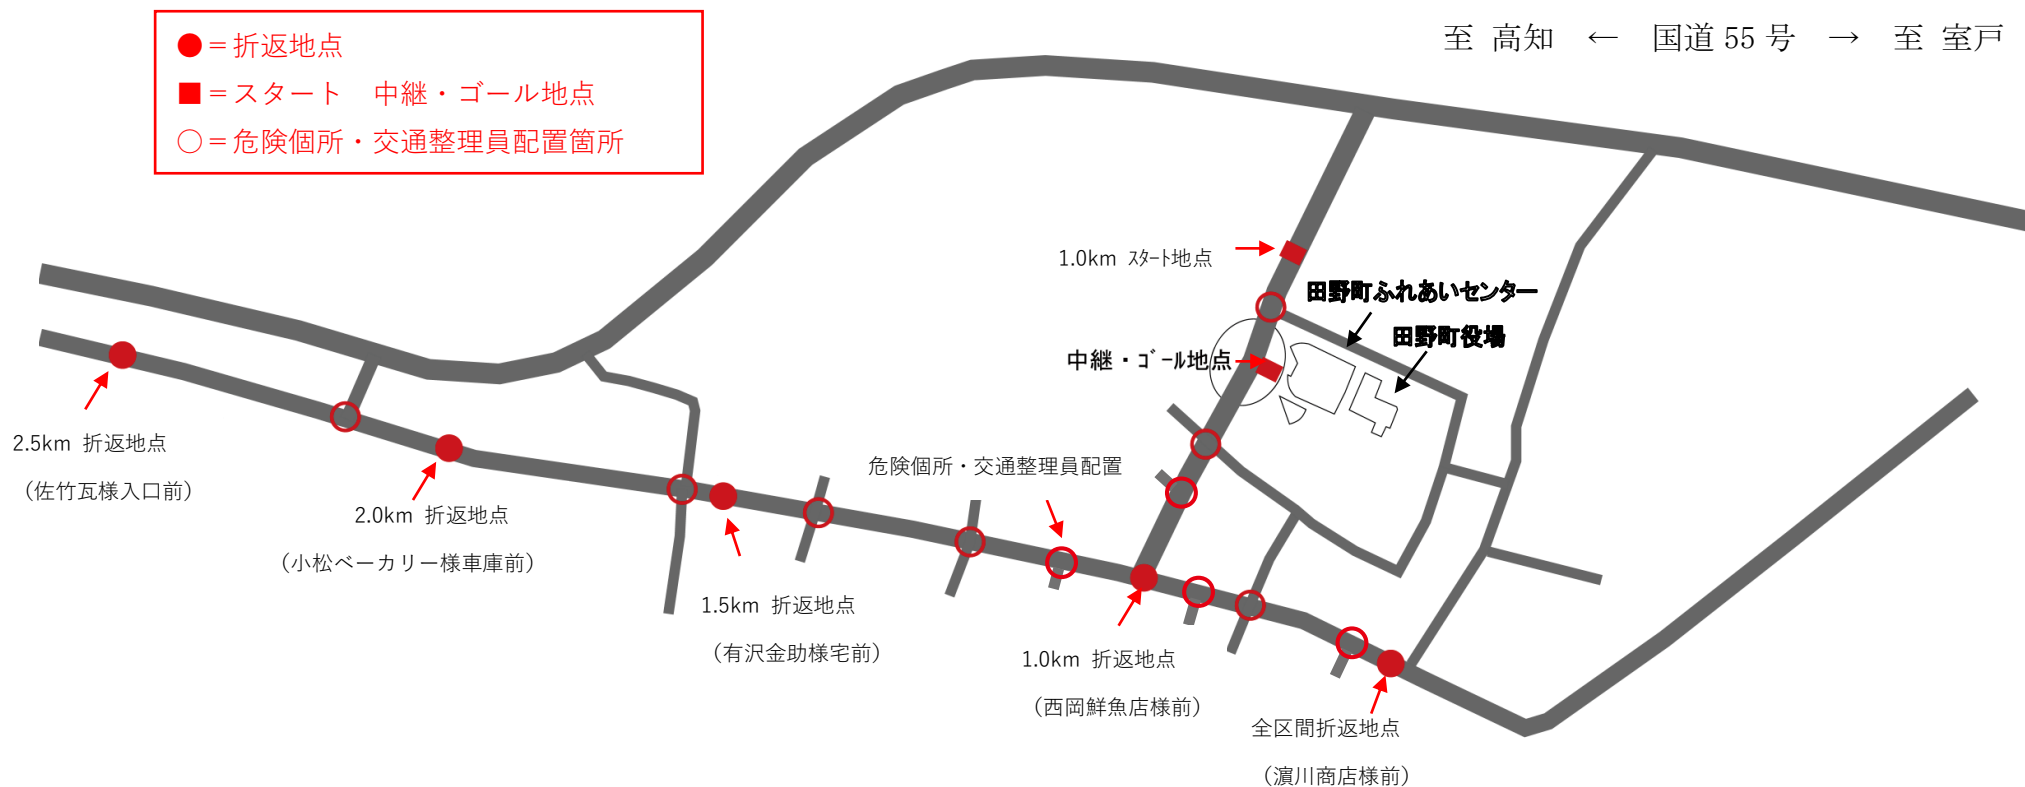 至 高知 ← 国道 55 号 → 至 室戸
●＝折返地点
■＝スタート 中継・ゴール地点
○＝危険個所・交通整理員配置箇所
1.0km ｽﾀｰﾄ地点
田野町ふれあいセンター
田野町役場
中継・ｺﾞｰﾙ地点
2.5km 折返地点
（佐竹瓦様入口前）
危険個所・交通整理員配置
2.0km 折返地点
（小松ベーカリー様車庫前）
1.5km 折返地点
（有沢金助様宅前）
1.0km 折返地点
（西岡鮮魚店様前）
全区間折返地点
（濵川商店様前）